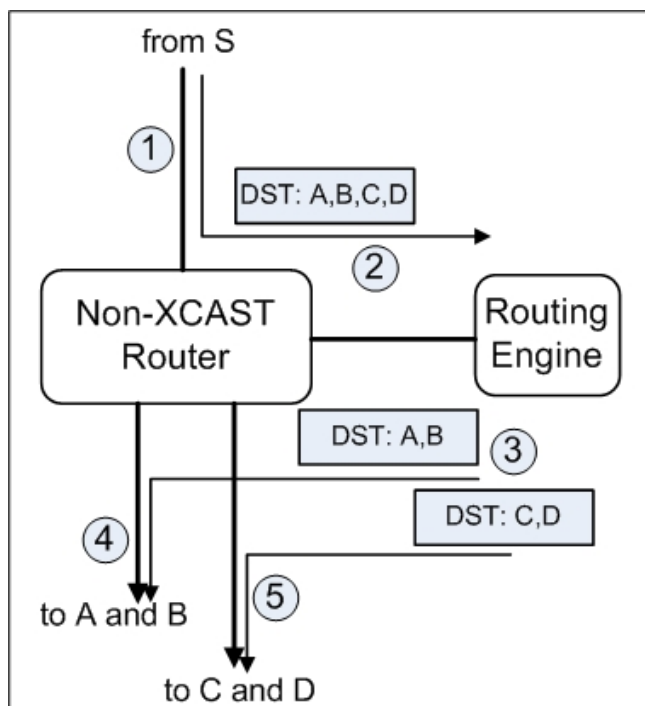 from S
1
DST: A,B,C,D
2
Non-XCAST
Router
Routing
Engine
DST: A,B
3
DST: C,D
4
5
to A and B
to C and D